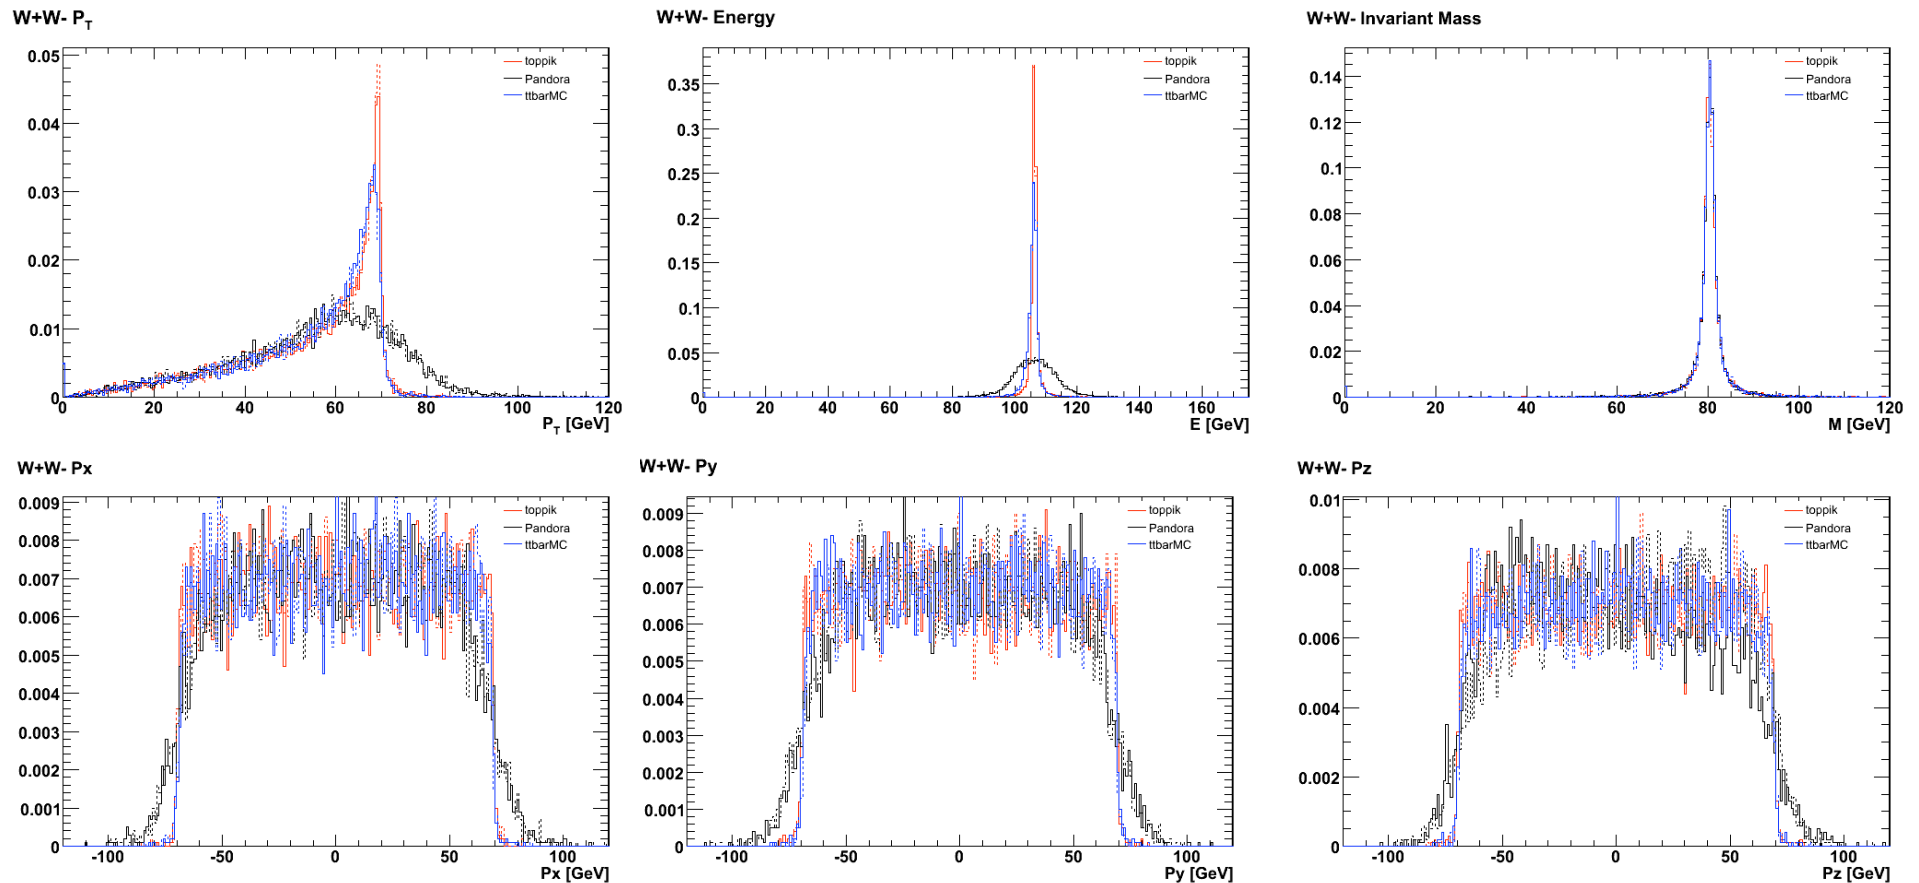 W+W- P_T
toppik
Pandora
ttbarMC
0.05
0.04
0.03
0.02
0.01
0
0 20 40 60 80 100 120
P_T [GeV]
W+W- Energy
toppik
Pandora
ttbarMC
0.35
0.3
0.25
0.2
0.15
0.1
0.05
0
0 20 40 60 80 100 120 140 160
E [GeV]
W+W- Invariant Mass
toppik
Pandora
ttbarMC
0.14
0.12
0.1
0.08
0.06
0.04
0.02
0
0 20 40 60 80 100 120
M [GeV]
W+W- Px
toppik
Pandora
ttbarMC
0.009
0.008
0.007
0.006
0.005
0.004
0.003
0.002
0.001
0
-100 -50 0 50 100
Px [GeV]
W+W- Py
toppik
Pandora
ttbarMC
0.009
0.008
0.007
0.006
0.005
0.004
0.003
0.002
0.001
0
-100 -50 0 50 100
Py [GeV]
W+W- Pz
toppik
Pandora
ttbarMC
0.01
0.008
0.006
0.004
0.002
0
-100 -50 0 50 100
Pz [GeV]